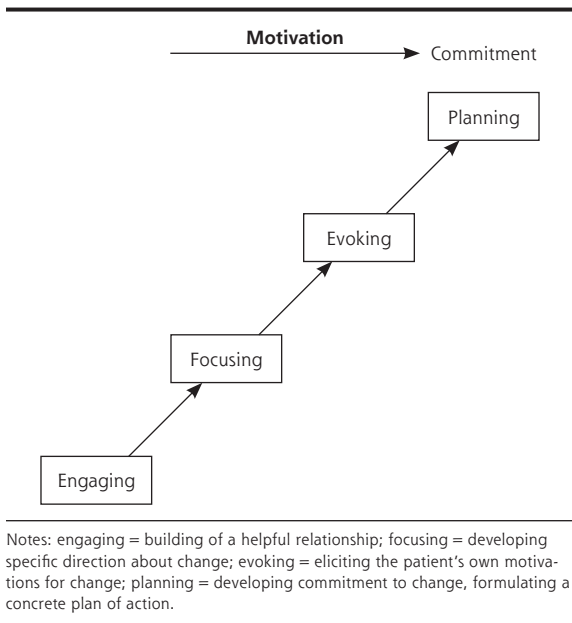 Motivation
Commitment
Planning
Evoking
Focusing
Engaging
Notes: engaging = building of a helpful relationship; focusing = developing
specific direction about change; evoking = eliciting the patient's own motiva-
tions for change; planning = developing commitment to change, formulating a
concrete plan of action.